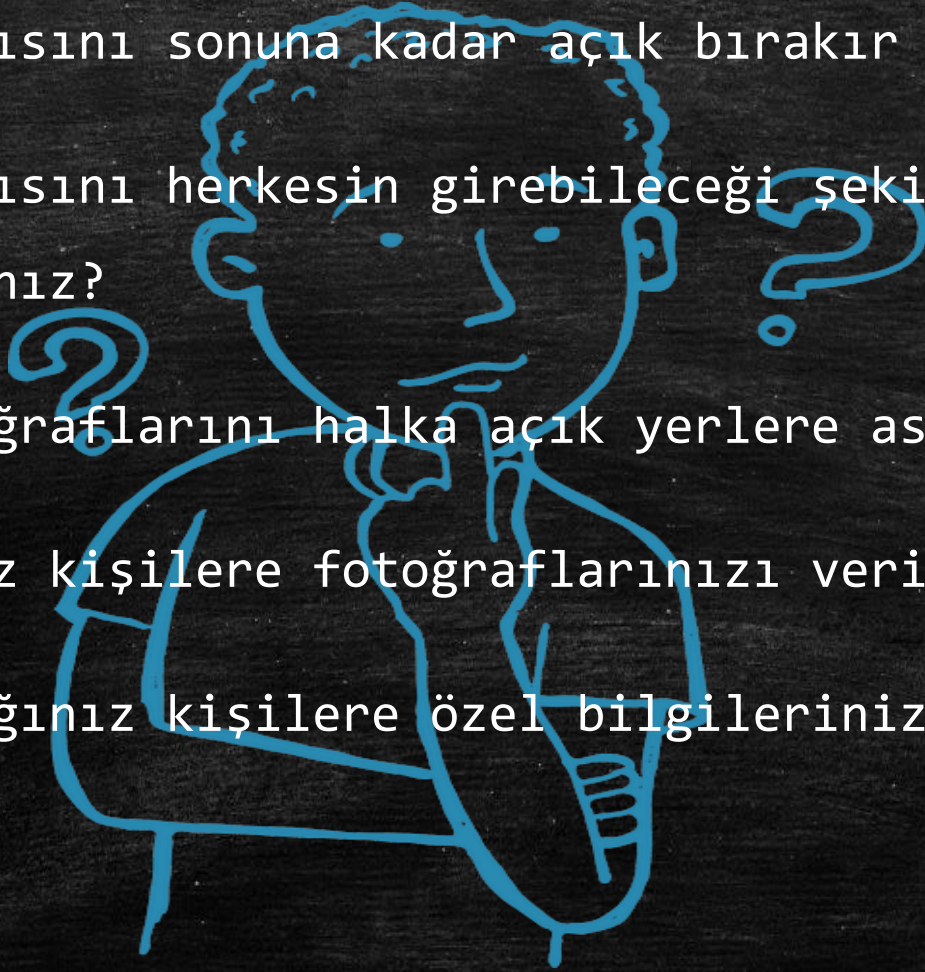 ısını sonuna kadar açık bırakır
ısını herkesin girebileceği şeki
nız?
ğraflarını halka açık yerlere as
z kişilere fotoğraflarınızı veri
ğınız kişilere özel bilgileriniz